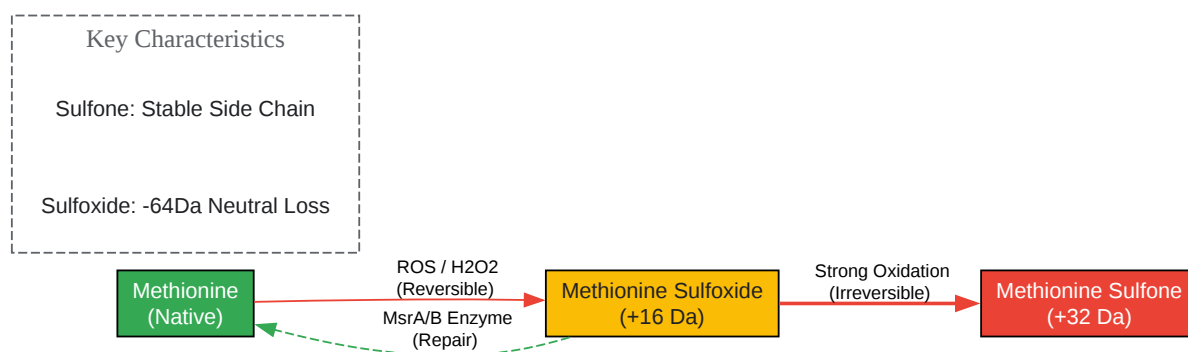 Key Characteristics
Sulfone: Stable Side Chain
Sulfoxide: -64Da Neutral Loss
Methionine
(Native)
ROS / H2O2
(Reversible)
MsrA/B Enzyme
(Repair)
Methionine Sulfoxide
(+16 Da)
Strong Oxidation
(Irreversible)
Methionine Sulfone
(+32 Da)